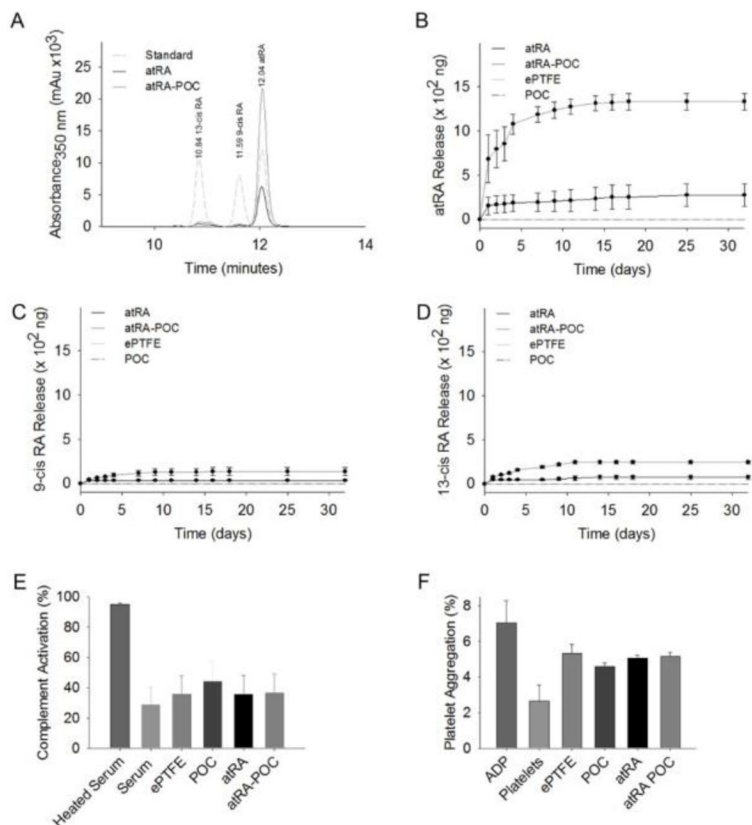 A
Absorbance350 nm (mAu x10³)
25
20
15
10
5
0
Standard
atRA
atRA-POC
10.84 13-cis RA
11.59 9-cis RA
12.04 atRA
10
12
14
Time (minutes)
B
atRA Release (x 10² ng)
15
10
5
0
atRA
atRA-POC
ePTFE
POC
0 5 10 15 20 25 30
Time (days)
C
9-cis RA Release (x 10² ng)
15
10
5
0
atRA
atRA-POC
ePTFE
POC
0 5 10 15 20 25 30
Time (days)
D
13-cis RA Release (x 10² ng)
15
10
5
0
atRA
atRA-POC
ePTFE
POC
0 5 10 15 20 25 30
Time (days)
E
Complement Activation (%)
100
80
60
40
20
0
Heated Serum
Serum
ePTFE
POC
atRA
atRA-POC
F
Platelet Aggregation (%)
8
6
4
2
0
ADP
Platelets
ePTFE
POC
atRA
atRA POC